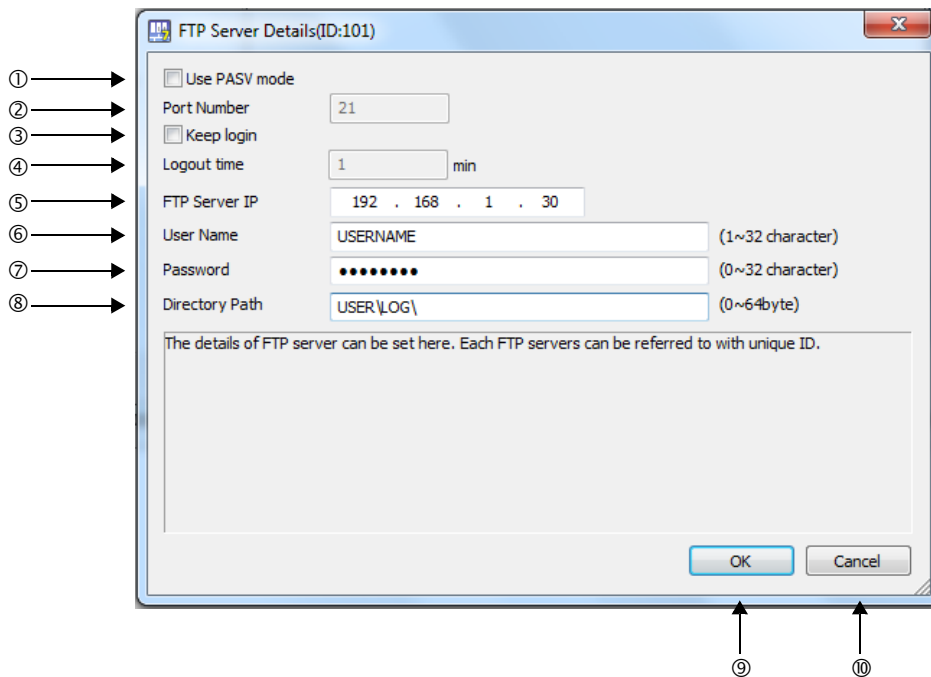 FTP Server Details(ID:101)
① Use PASV mode
② Port Number 21
③ Keep login
④ Logout time 1 min
⑤ FTP Server IP 192 . 168 . 1 . 30
⑥ User Name USERNAME (1~32 character)
⑦ Password ●●●●●●●● (0~32 character)
⑧ Directory Path USER\LOG\ (0~64byte)
The details of FTP server can be set here. Each FTP servers can be referred to with unique ID.
OK Cancel
⑨ ⑩